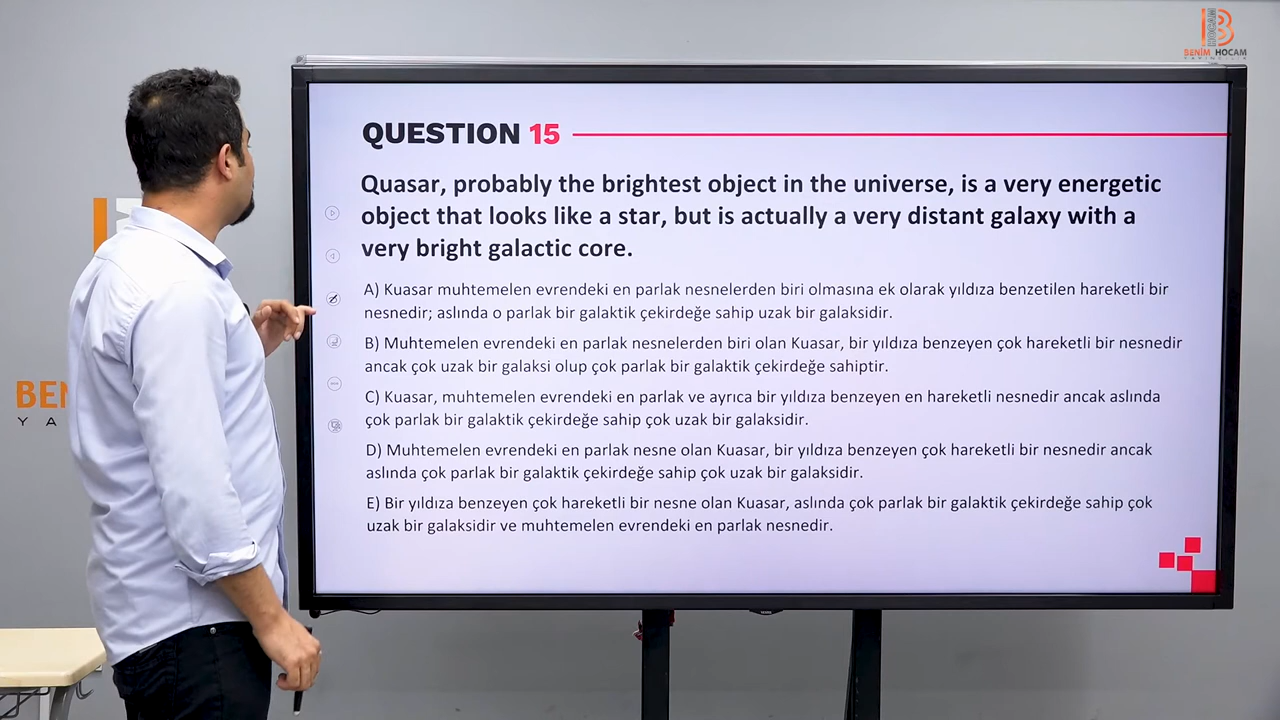 BENİM HOCAM
YAYINCILIK
QUESTION 15
Quasar, probably the brightest object in the universe, is a very energetic
object that looks like a star, but is actually a very distant galaxy with a
very bright galactic core.
A) Kuasar muhtemelen evrendeki en parlak nesnelerden biri olmasına ek olarak yıldıza benzetilen hareketli bir
nesnedir; aslında o parlak bir galaktik çekirdeğe sahip uzak bir galaksidir.
B) Muhtemelen evrendeki en parlak nesnelerden biri olan Kuasar, bir yıldıza benzeyen çok hareketli bir nesnedir
ancak çok uzak bir galaksi olup çok parlak bir galaktik çekirdeğe sahiptir.
C) Kuasar, muhtemelen evrendeki en parlak ve ayrıca bir yıldıza benzeyen en hareketli nesnedir ancak aslında
çok parlak bir galaktik çekirdeğe sahip çok uzak bir galaksidir.
D) Muhtemelen evrendeki en parlak nesne olan Kuasar, bir yıldıza benzeyen çok hareketli bir nesnedir ancak
aslında çok parlak bir galaktik çekirdeğe sahip çok uzak bir galaksidir.
E) Bir yıldıza benzeyen çok hareketli bir nesne olan Kuasar, aslında çok parlak bir galaktik çekirdeğe sahip çok
uzak bir galaksidir ve muhtemelen evrendeki en parlak nesnedir.
BEN
Y A